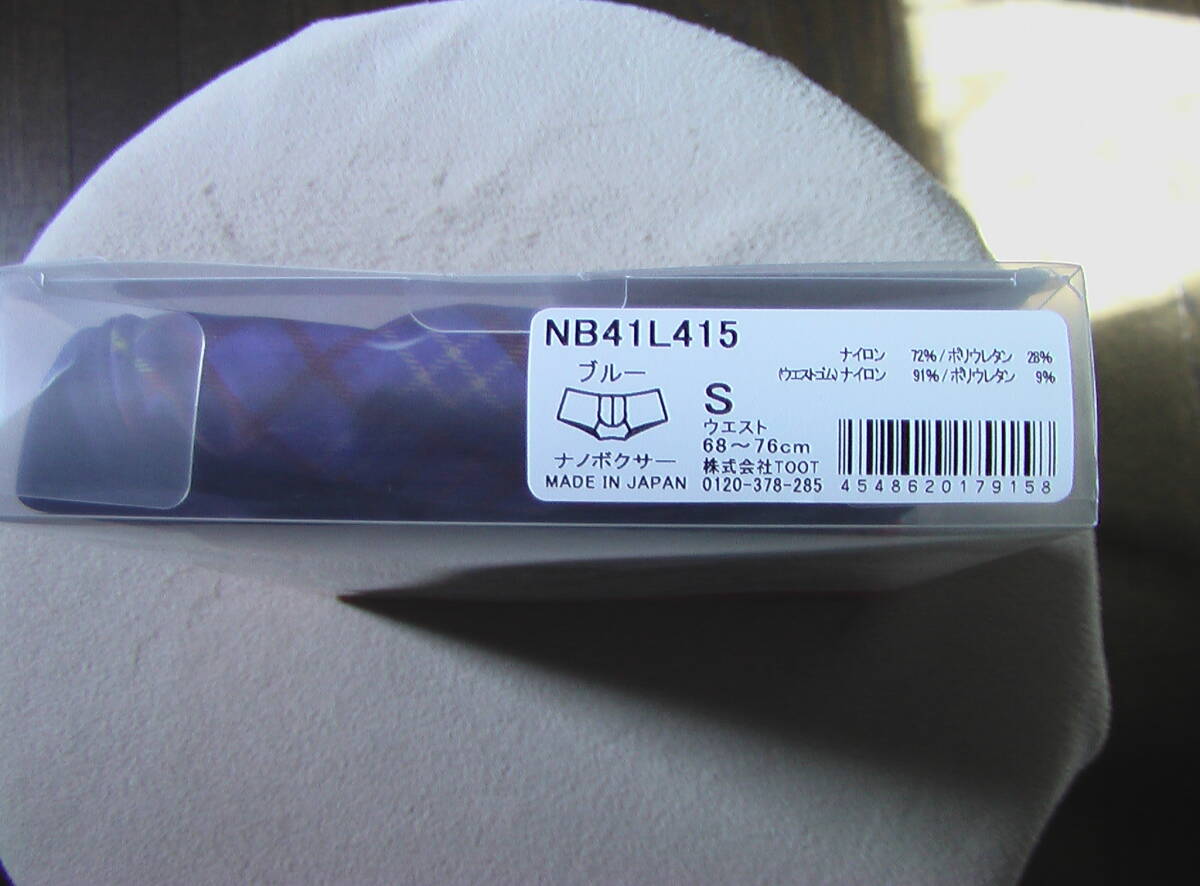 NB41L415
ブルー
ナイロン 72% / ポリウレタン 28%
(ウエストゴム) ナイロン 91% / ポリウレタン 9%
S
ウエスト
68～76cm
ナノボクサー
株式会社TOOT
MADE IN JAPAN 0120-378-285
4548620179158